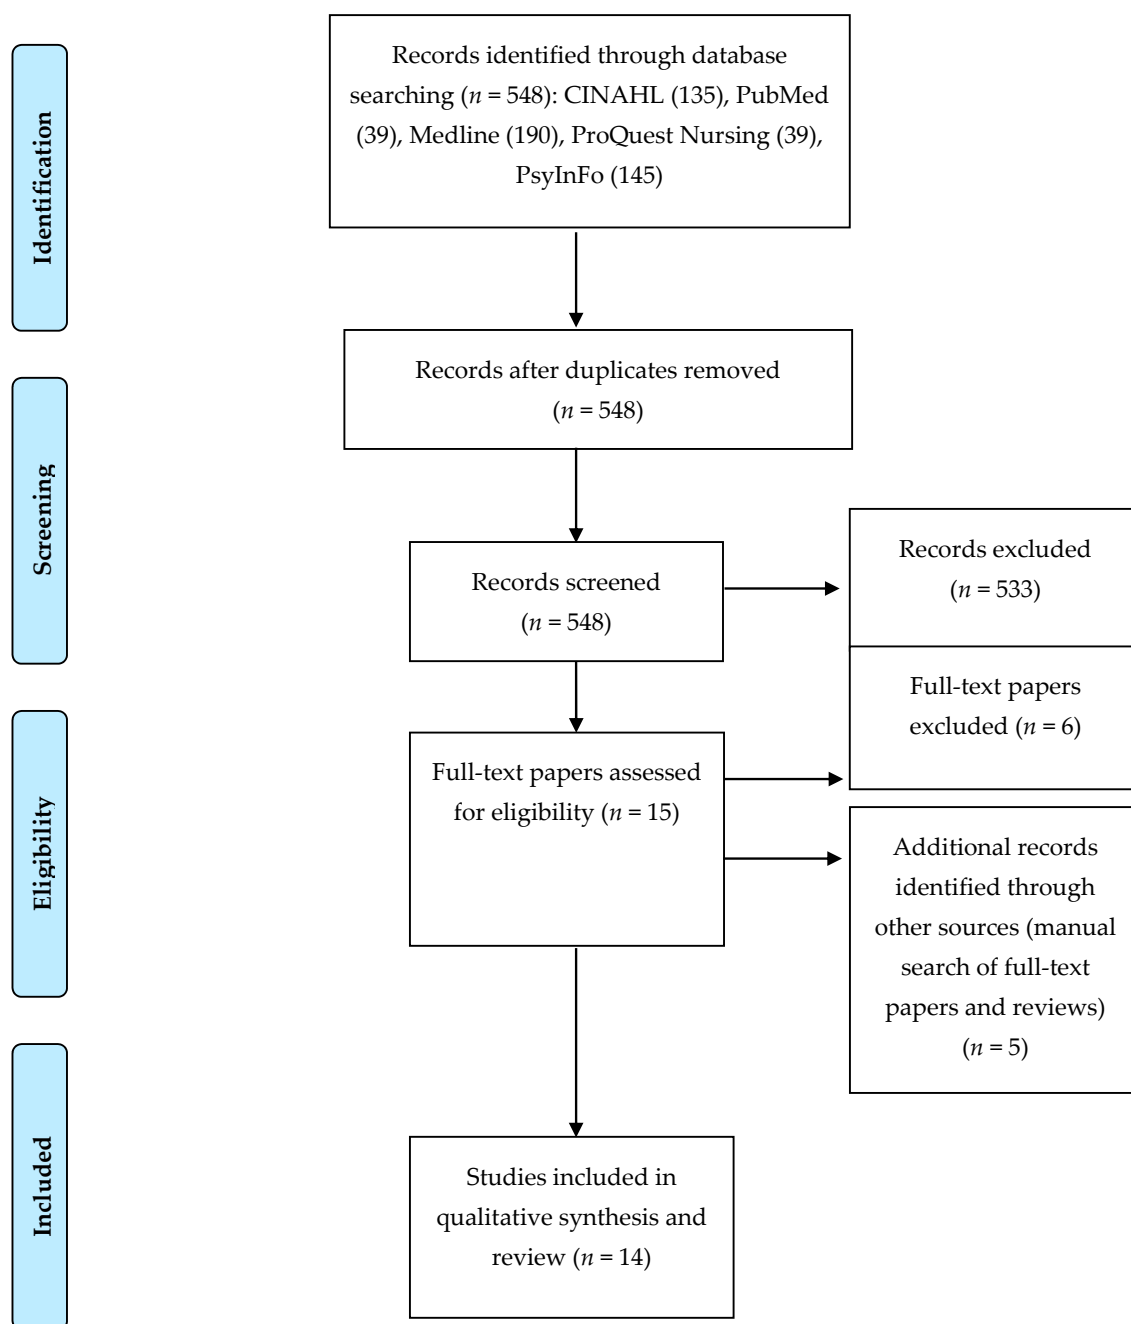 Identification
Records identified through database
searching (n = 548): CINAHL (135), PubMed
(39), Medline (190), ProQuest Nursing (39),
PsyInFo (145)
Records after duplicates removed
(n = 548)
Screening
Records screened
(n = 548)
Records excluded
(n = 533)
Full-text papers
excluded (n = 6)
Eligibility
Full-text papers assessed
for eligibility (n = 15)
Additional records
identified through
other sources (manual
search of full-text
papers and reviews)
(n = 5)
Included
Studies included in
qualitative synthesis and
review (n = 14)